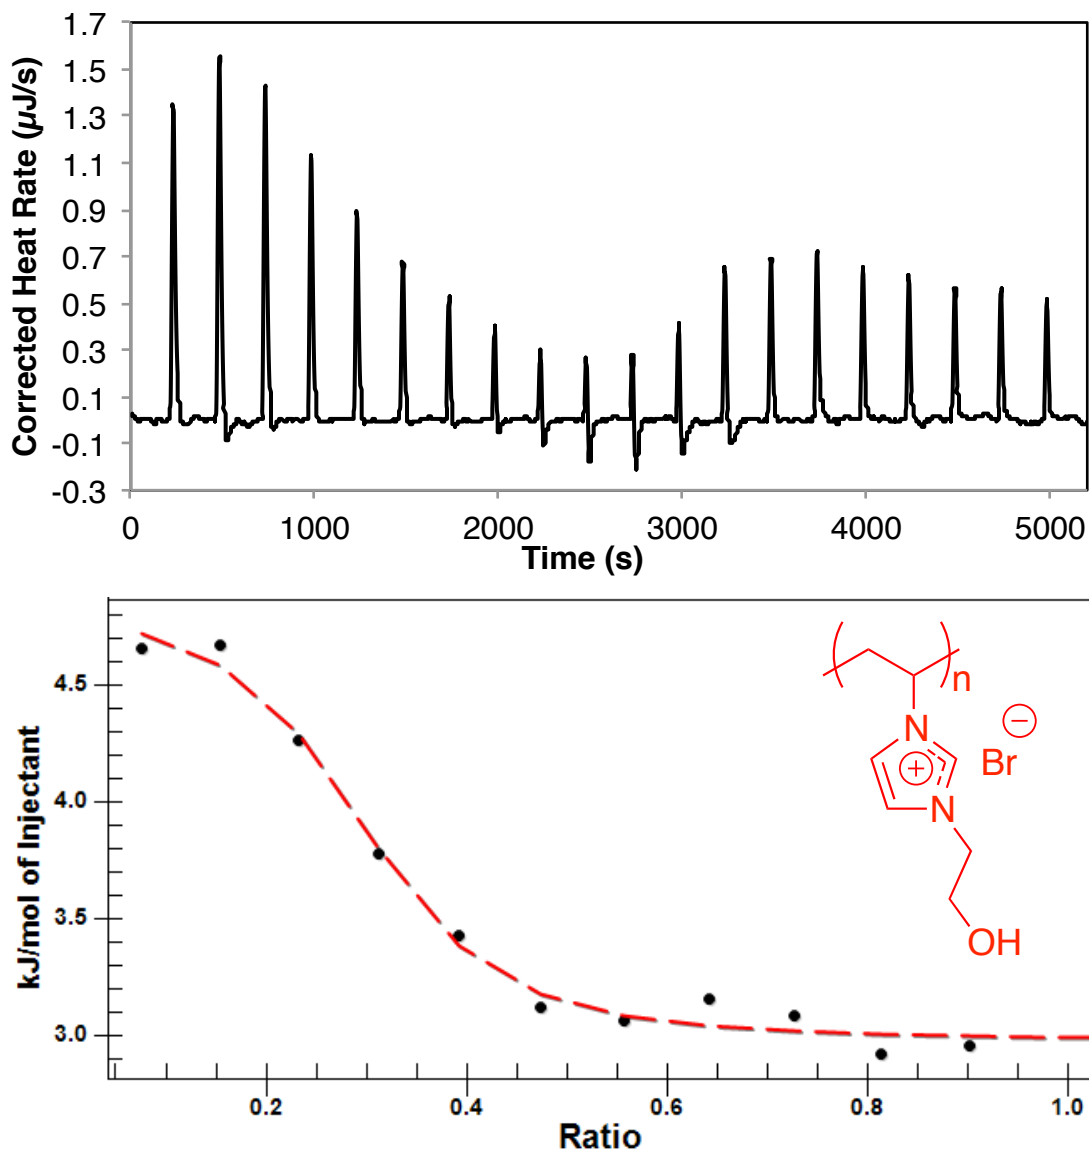 1.7
1.5
1.3
1.1
0.9
0.7
0.5
0.3
0.1
-0.1
-0.3
Corrected Heat Rate (µJ/s)
0 1000 2000 3000 4000 5000
Time (s)
4.5
4.0
3.5
3.0
kJ/mol of Injectant
n
N
+
−
Br
N
OH
0.2 0.4 0.6 0.8 1.0
Ratio